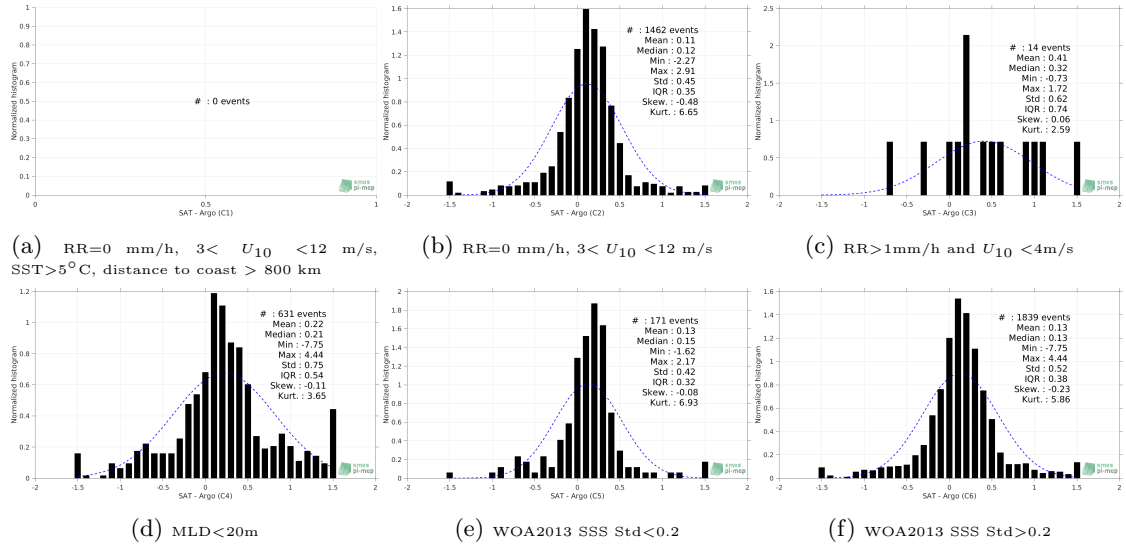 1
0.9
0.8
0.7
0.6
0.5
0.4
0.3
0.2
0.1
0
Normalized histogram
# : 0 events
0
0.5
1
SAT - Argo (C1)
smos
pi-mep
(a) RR=0 mm/h, 3< U10 <12 m/s,
SST>5°C, distance to coast > 800 km
1.6
1.4
1.2
1
0.8
0.6
0.4
0.2
0
Normalized histogram
# : 1462 events
Mean : 0.11
Median : 0.12
Min : -2.27
Max : 2.91
Std : 0.45
IQR : 0.35
Skew. : -0.48
Kurt. : 6.65
-2 -1.5 -1 -0.5 0 0.5 1 1.5 2
SAT - Argo (C2)
smos
pi-mep
(b) RR=0 mm/h, 3< U10 <12 m/s
2.5
2
1.5
1
0.5
0
Normalized histogram
# : 14 events
Mean : 0.41
Median : 0.32
Min : -0.73
Max : 1.72
Std : 0.62
IQR : 0.74
Skew. : 0.06
Kurt. : 2.59
-2 -1.5 -1 -0.5 0 0.5 1 1.5 2
SAT - Argo (C3)
smos
pi-mep
(c) RR>1mm/h and U10 <4m/s
1.2
1
0.8
0.6
0.4
0.2
0
Normalized histogram
# : 631 events
Mean : 0.22
Median : 0.21
Min : -7.75
Max : 4.44
Std : 0.75
IQR : 0.54
Skew. : -0.11
Kurt. : 3.65
-2 -1.5 -1 -0.5 0 0.5 1 1.5 2
SAT - Argo (C4)
smos
pi-mep
(d) MLD<20m
2
1.8
1.6
1.4
1.2
1
0.8
0.6
0.4
0.2
0
Normalized histogram
# : 171 events
Mean : 0.13
Median : 0.15
Min : -1.62
Max : 2.17
Std : 0.42
IQR : 0.32
Skew. : -0.08
Kurt. : 6.93
-2 -1.5 -1 -0.5 0 0.5 1 1.5 2
SAT - Argo (C5)
smos
pi-mep
(e) WOA2013 SSS Std<0.2
1.6
1.4
1.2
1
0.8
0.6
0.4
0.2
0
Normalized histogram
# : 1839 events
Mean : 0.13
Median : 0.13
Min : -7.75
Max : 4.44
Std : 0.52
IQR : 0.38
Skew. : -0.23
Kurt. : 5.86
-2 -1.5 -1 -0.5 0 0.5 1 1.5 2
SAT - Argo (C6)
smos
pi-mep
(f) WOA2013 SSS Std>0.2